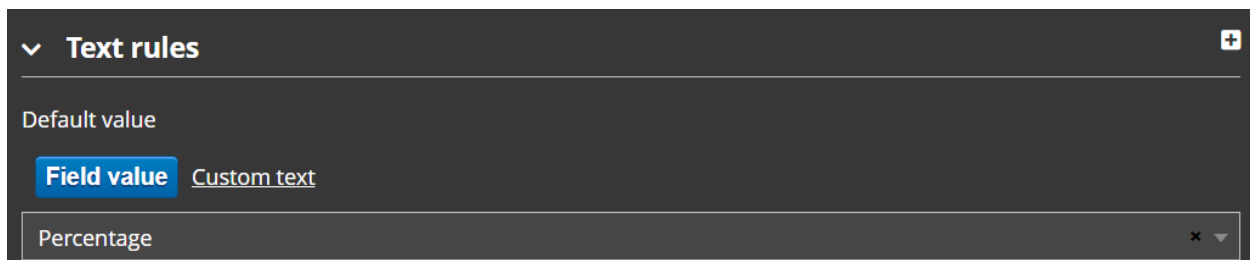 Text rules
Default value
Field value Custom text
Percentage